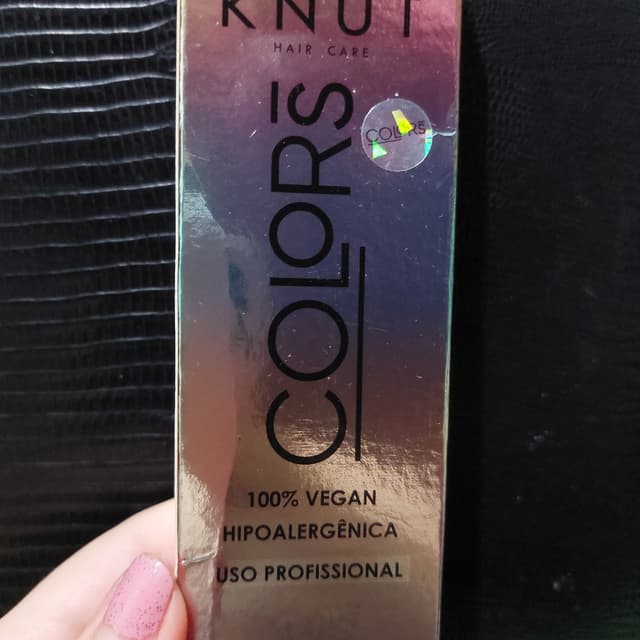 KNUT
HAIR CARE
COLORS
COLORS
100% VEGAN
HIPOALERGÊNICA
USO PROFISSIONAL